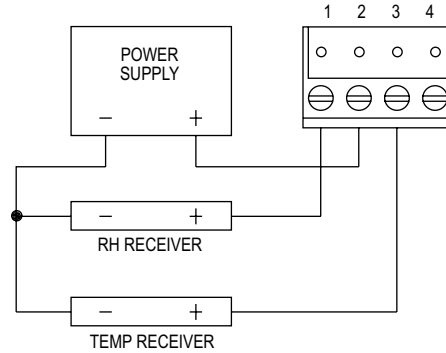 1 2 3 4
POWER
SUPPLY
– +
– +
RH RECEIVER
– +
TEMP RECEIVER